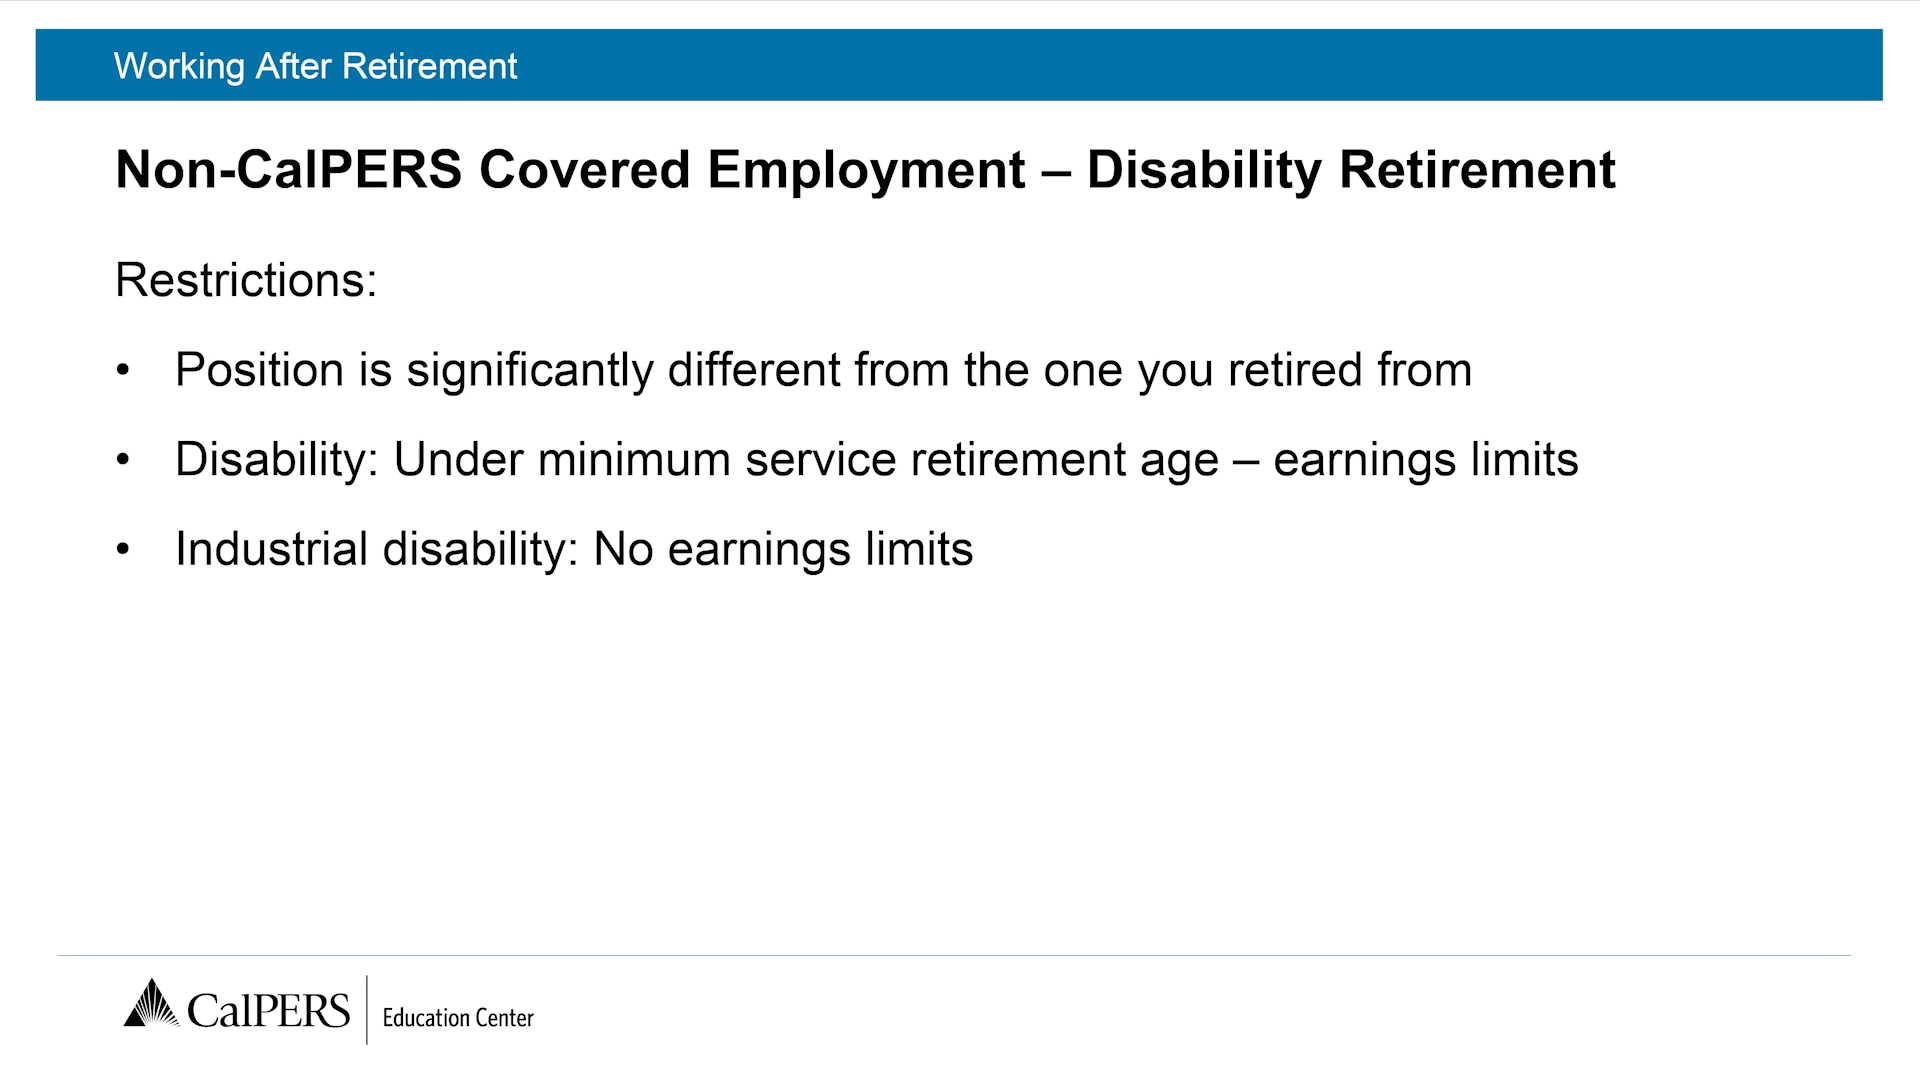 Working After Retirement
Non-CalPERS Covered Employment – Disability Retirement
Restrictions:
• Position is significantly different from the one you retired from
• Disability: Under minimum service retirement age – earnings limits
• Industrial disability: No earnings limits
CalPERS Education Center